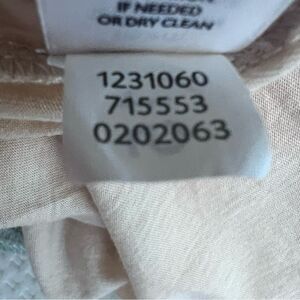 IF NEEDED
OR DRY CLEAN
1231060
715553
0202063